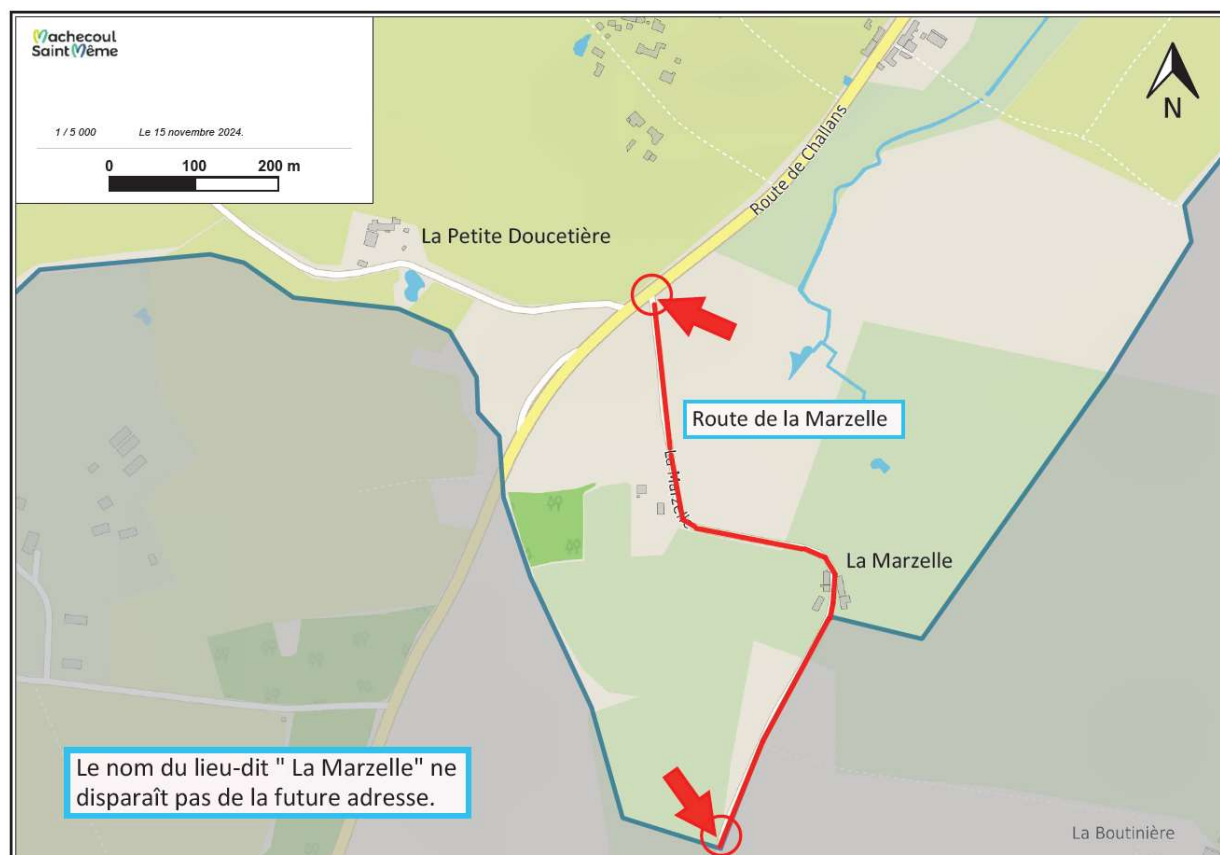 Machecoul
Saint Même
1 / 5 000 Le 15 novembre 2024.
0 100 200 m
N
Route de Challans
La Petite Doucetière
Route de la Marzelle
La Marzelle
La Marzelle
Le nom du lieu-dit " La Marzelle" ne
disparaît pas de la future adresse.
La Boutinière